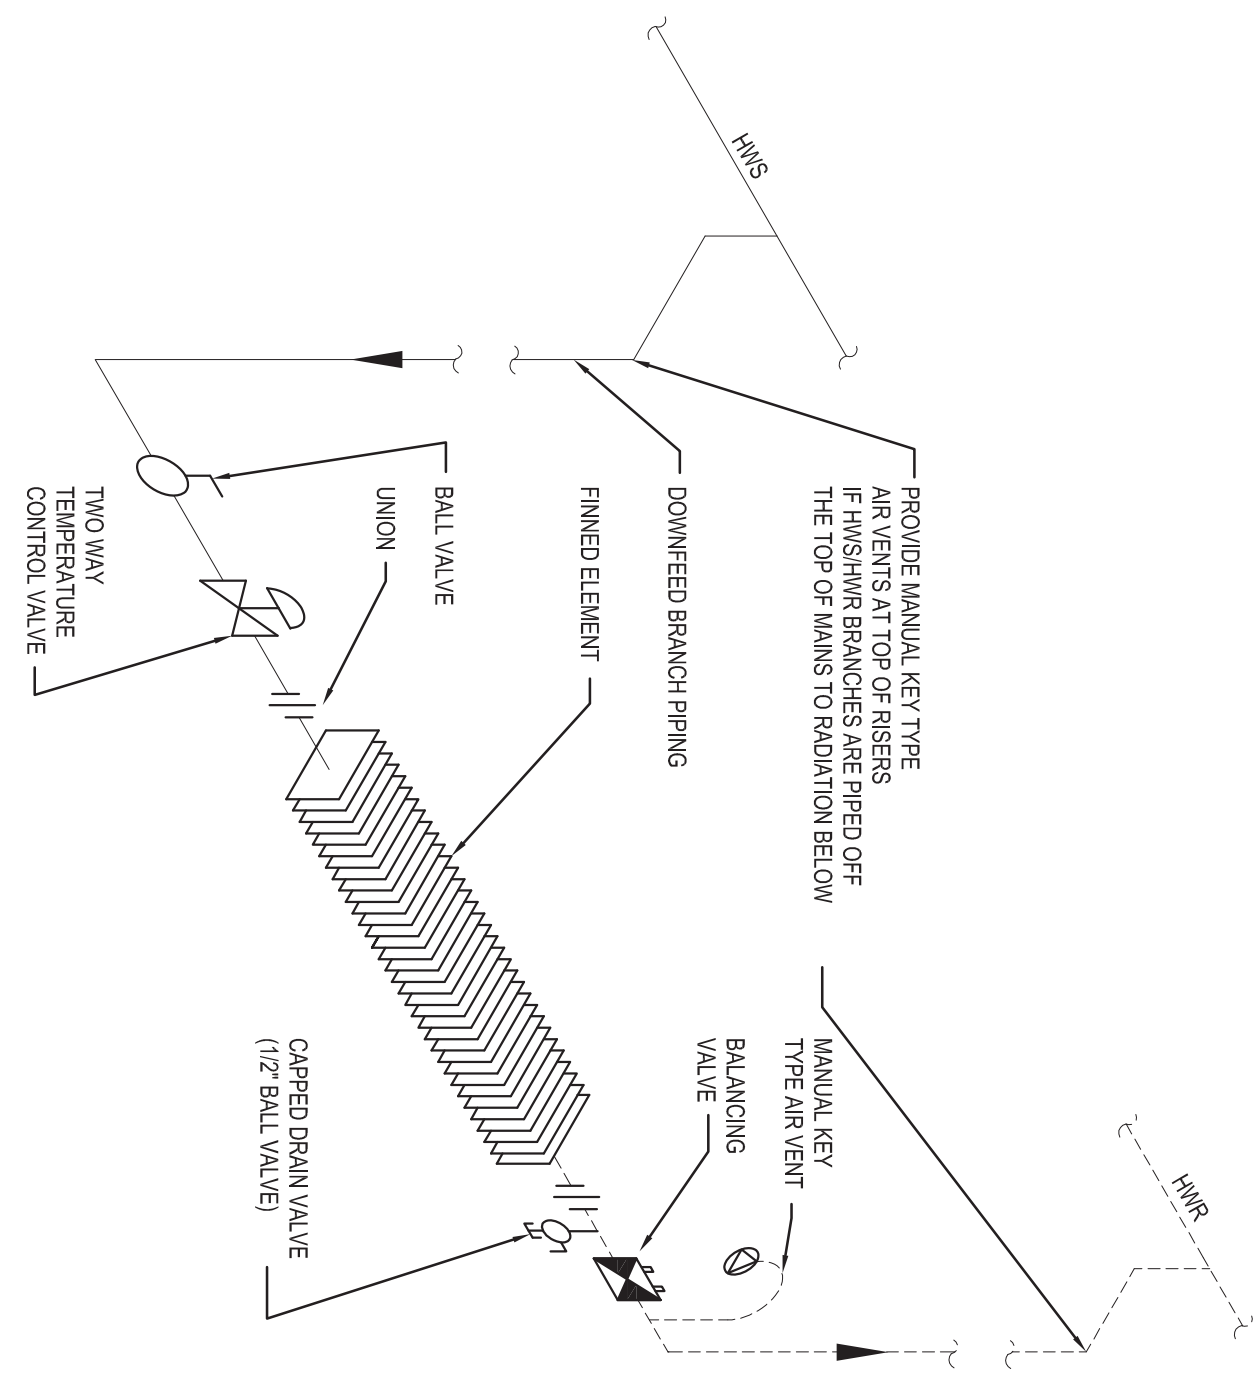 HWS
PROVIDE MANUAL KEY TYPE
AIR VENTS AT TOP OF RISERS
IF HWS/HWR BRANCHES ARE PIPED OFF
THE TOP OF MAINS TO RADIATION BELOW
DOWNFEED BRANCH PIPING
FINNED ELEMENT
BALL VALVE
UNION
TWO WAY
TEMPERATURE
CONTROL VALVE
HWR
MANUAL KEY
TYPE AIR VENT
BALANCING
VALVE
CAPPED DRAIN VALVE
(1/2" BALL VALVE)